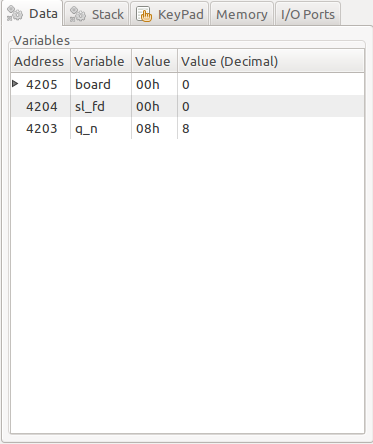 Data Stack KeyPad Memory I/O Ports
Variables
Address Variable Value Value (Decimal)
4205 board 00h 0
4204 sl_fd 00h 0
4203 q_n 08h 8